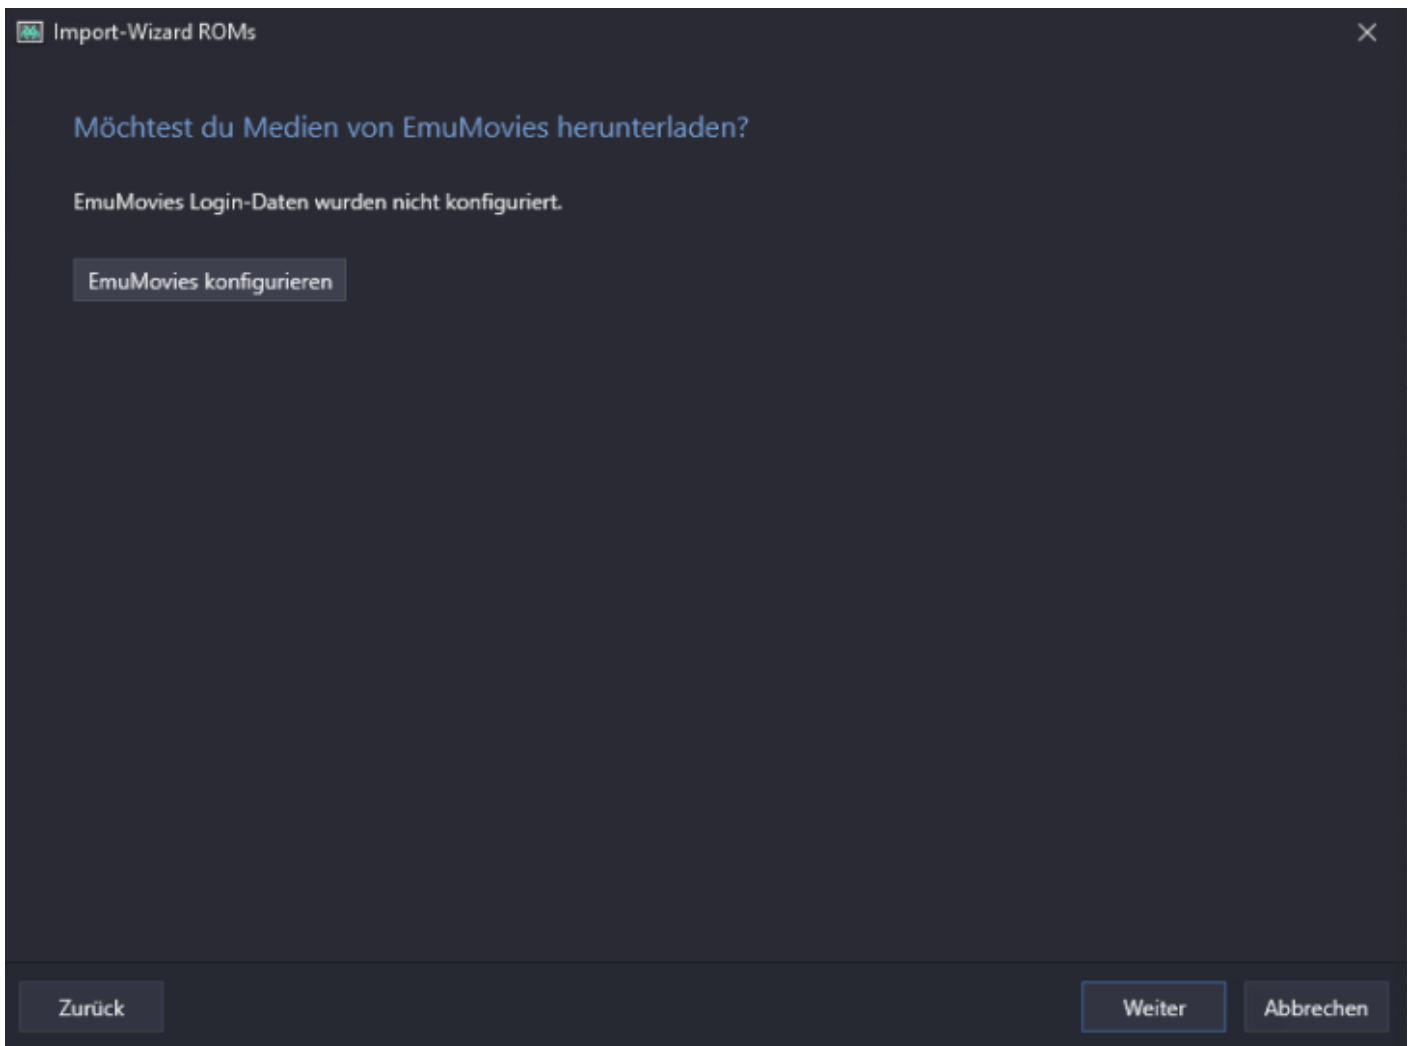 Import-Wizard ROMs
Möchtest du Medien von EmuMovies herunterladen?
EmuMovies Login-Daten wurden nicht konfiguriert.
EmuMovies konfigurieren
Zurück
Weiter
Abbrechen